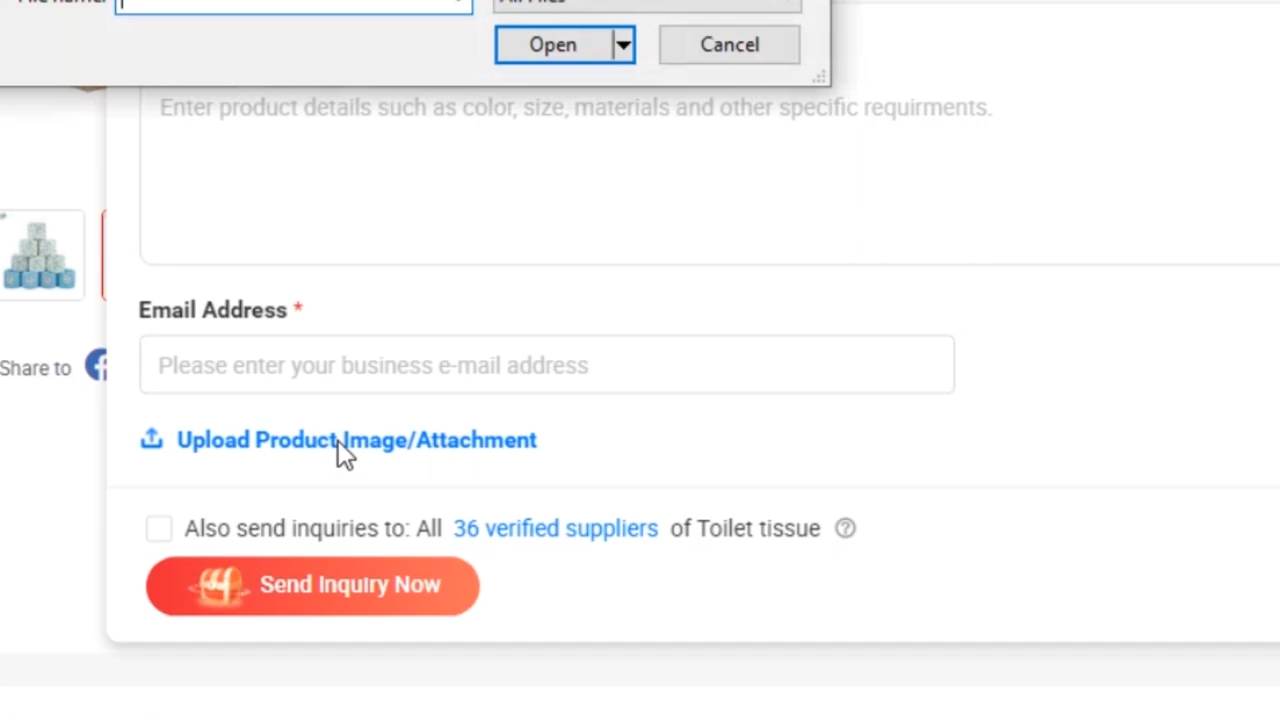 Open
Cancel
Enter product details such as color, size, materials and other specific requirments.
Email Address *
Please enter your business e-mail address
Share to
Upload Product Image/Attachment
Also send inquiries to: All 36 verified suppliers of Toilet tissue
Send Inquiry Now